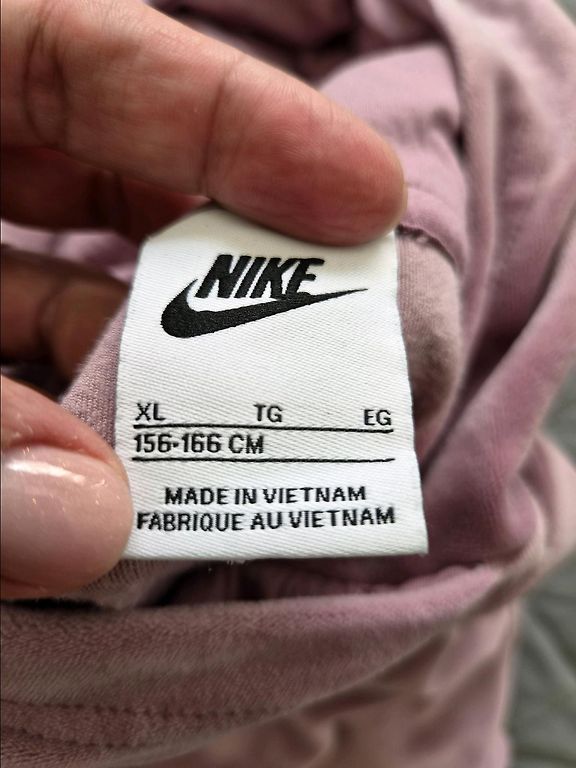 NIKE
XL TG EG
156-166 CM
MADE IN VIETNAM
FABRIQUE AU VIETNAM